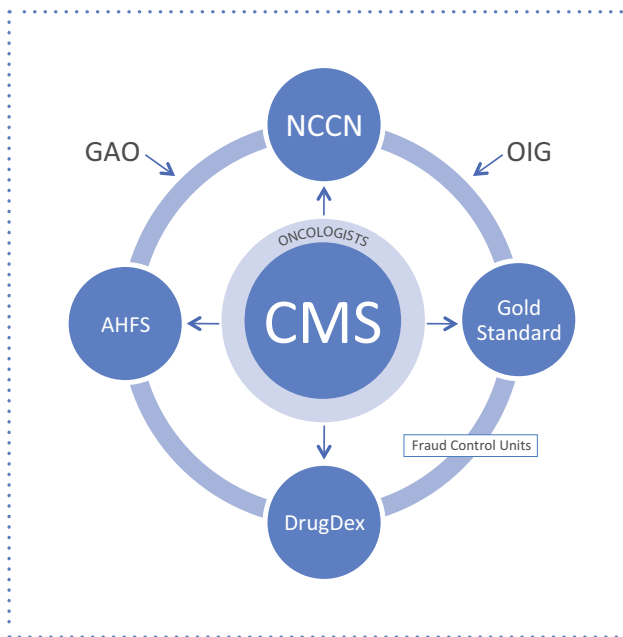 NCCN
GAO
OIG
ONCOLOGISTS
AHFS
CMS
Gold
Standard
Fraud Control Units
DrugDex